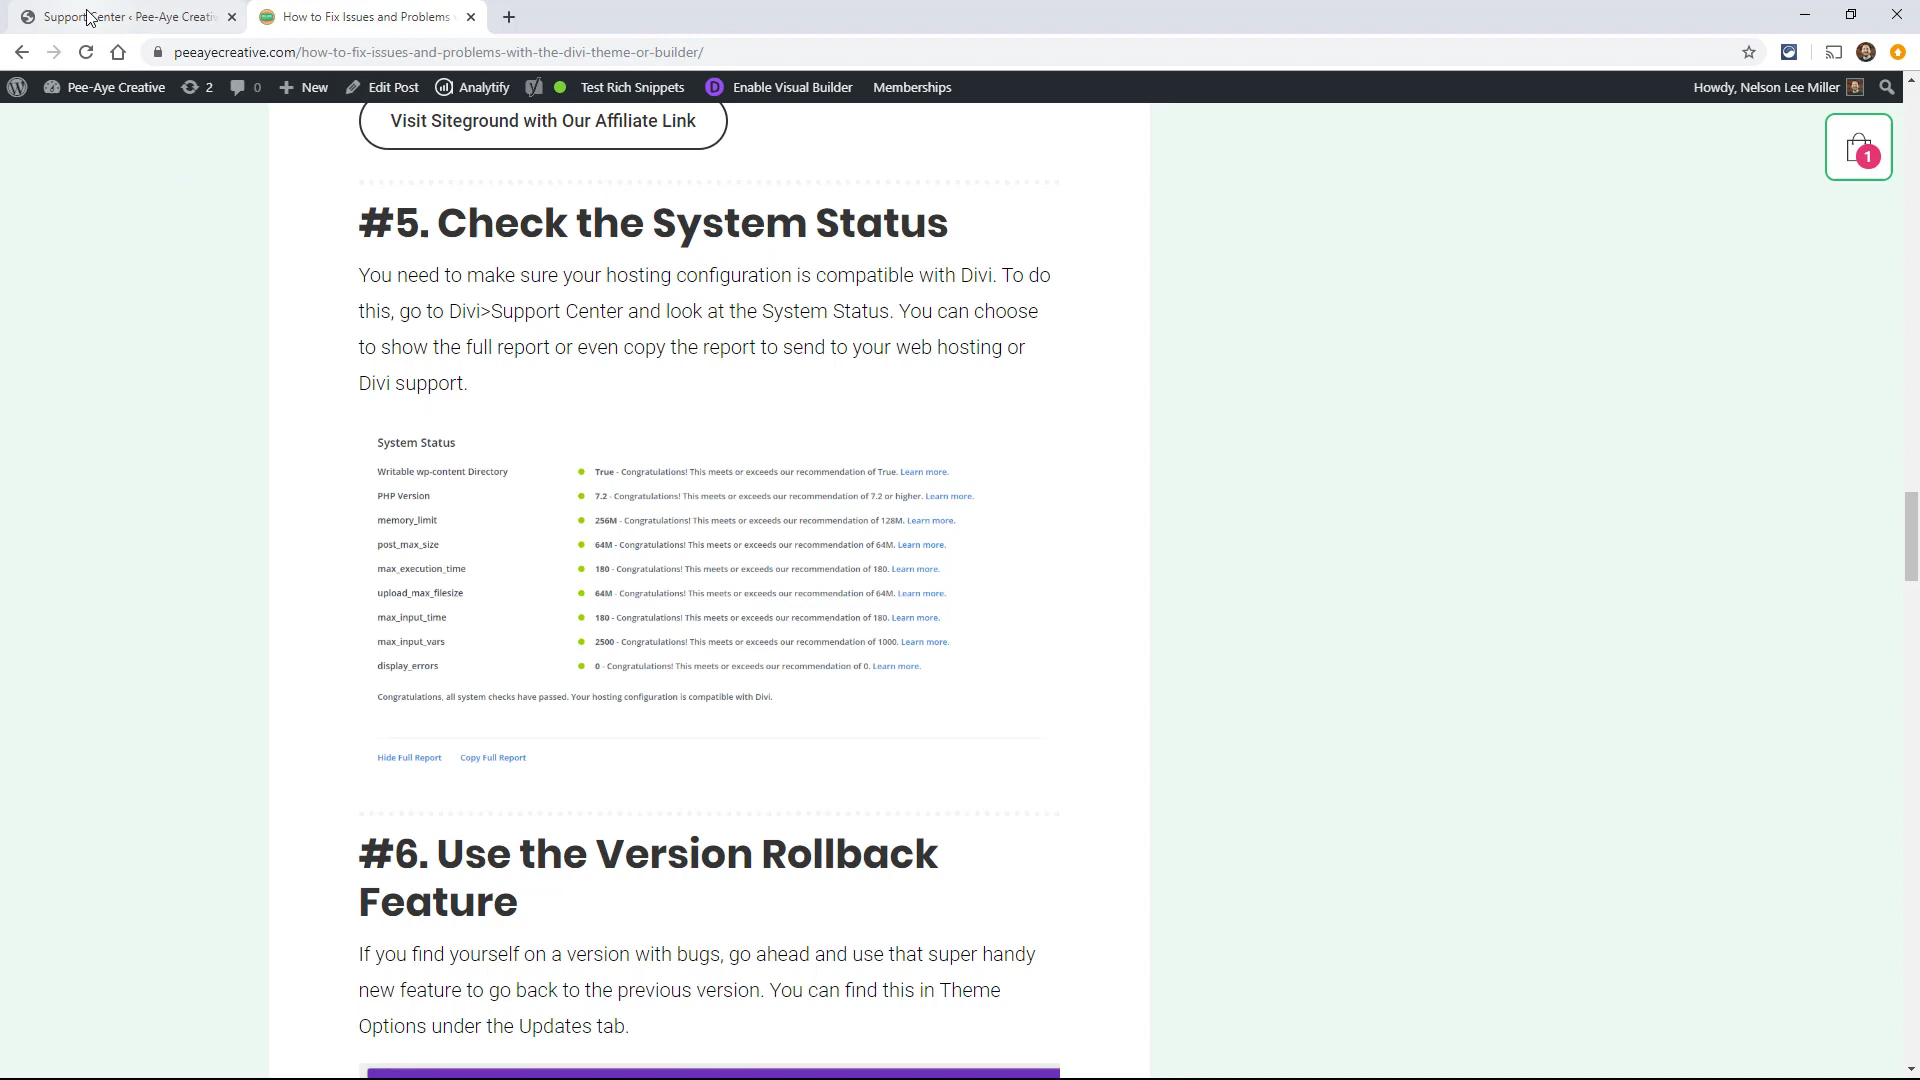 Support Center ‹ Pee-Aye Creativ
How to Fix Issues and Problems
peeayecreative.com/how-to-fix-issues-and-problems-with-the-divi-theme-or-builder/
Pee-Aye Creative 2 0 New Edit Post Analytify Test Rich Snippets D Enable Visual Builder Memberships Howdy, Nelson Lee Miller
1
Visit Siteground with Our Affiliate Link
#5. Check the System Status
You need to make sure your hosting configuration is compatible with Divi. To do
this, go to Divi>Support Center and look at the System Status. You can choose
to show the full report or even copy the report to send to your web hosting or
Divi support.
System Status
Writable wp-content Directory True - Congratulations! This meets or exceeds our recommendation of True. Learn more.
PHP Version 7.2 - Congratulations! This meets or exceeds our recommendation of 7.2 or higher. Learn more.
memory_limit 256M - Congratulations! This meets or exceeds our recommendation of 128M. Learn more.
post_max_size 64M - Congratulations! This meets or exceeds our recommendation of 64M. Learn more.
max_execution_time 180 - Congratulations! This meets or exceeds our recommendation of 180. Learn more.
upload_max_filesize 64M - Congratulations! This meets or exceeds our recommendation of 64M. Learn more.
max_input_time 180 - Congratulations! This meets or exceeds our recommendation of 180. Learn more.
max_input_vars 2500 - Congratulations! This meets or exceeds our recommendation of 1000. Learn more.
display_errors 0 - Congratulations! This meets or exceeds our recommendation of 0. Learn more.
Congratulations, all system checks have passed. Your hosting configuration is compatible with Divi.
Hide Full Report Copy Full Report
#6. Use the Version Rollback
Feature
If you find yourself on a version with bugs, go ahead and use that super handy
new feature to go back to the previous version. You can find this in Theme
Options under the Updates tab.